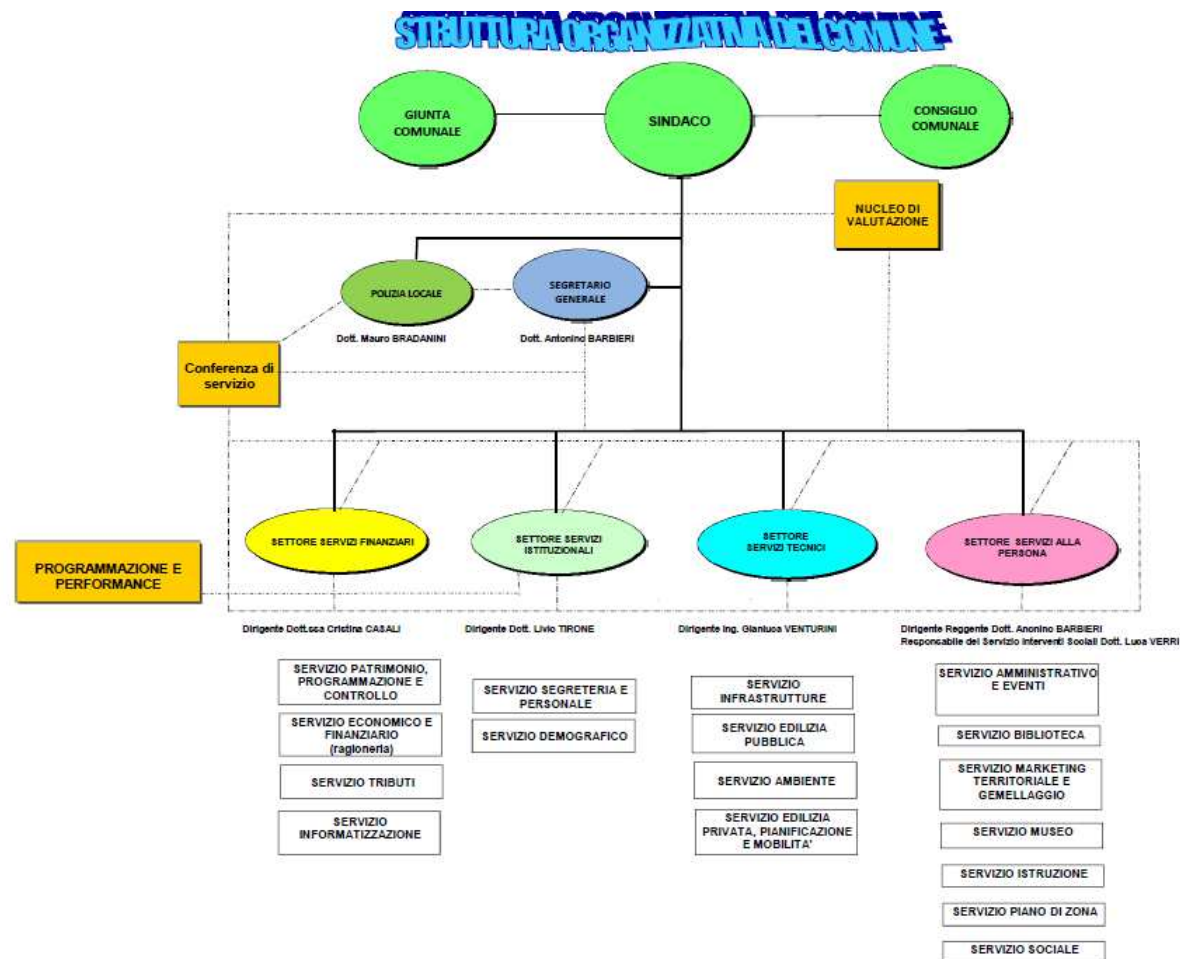 STRUTTURA ORGANIZZATIVA DEL COMUNE
GIUNTA
COMUNALE
SINDACO
CONSIGLIO
COMUNALE
NUCLEO DI
VALUTAZIONE
POLIZIA LOCALE
SEGRETARIO
GENERALE
Dott. Mauro BRADANINI
Dott. Antonino BARBIERI
Conferenza di
servizio
SETTORE SERVIZI FINANZIARI
SETTORE SERVIZI
ISTITUZIONALI
SETTORE
SERVIZI TECNICI
SETTORE SERVIZI ALLA
PERSONA
PROGRAMMAZIONE E
PERFORMANCE
Dirigente Dott.ssa Cristina CASALI
Dirigente Dott. Livio TIRONE
Dirigente Ing. Gianluca VENTURINI
Dirigente Reggente Dott. Anonino BARBIERI
Responsabile del Servizio Interventi Sociali Dott. Luca VERRI
SERVIZIO PATRIMONIO,
PROGRAMMAZIONE E
CONTROLLO
SERVIZIO ECONOMICO E
FINANZIARIO
(ragioneria)
SERVIZIO TRIBUTI
SERVIZIO
INFORMATIZZAZIONE
SERVIZIO SEGRETERIA E
PERSONALE
SERVIZIO DEMOGRAFICO
SERVIZIO
INFRASTRUTTURE
SERVIZIO EDILIZIA
PUBBLICA
SERVIZIO AMBIENTE
SERVIZIO EDILIZIA
PRIVATA, PIANIFICAZIONE
E MOBILITA'
SERVIZIO AMMINISTRATIVO
E EVENTI
SERVIZIO BIBLIOTECA
SERVIZIO MARKETING
TERRITORIALE E
GEMELLAGGIO
SERVIZIO MUSEO
SERVIZIO ISTRUZIONE
SERVIZIO PIANO DI ZONA
SERVIZIO SOCIALE